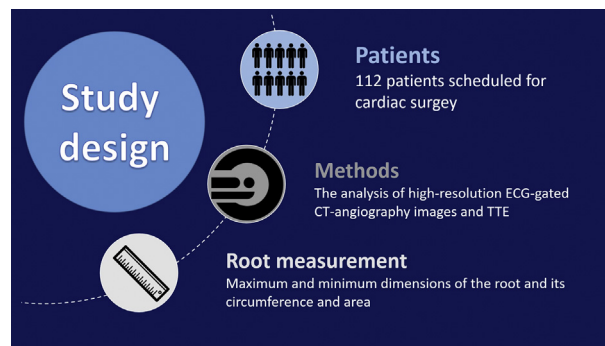 Study
design
Patients
112 patients scheduled for
cardiac surgey
Methods
The analysis of high-resolution ECG-gated
CT-angiography images and TTE
Root measurement
Maximum and minimum dimensions of the root and its
circumference and area